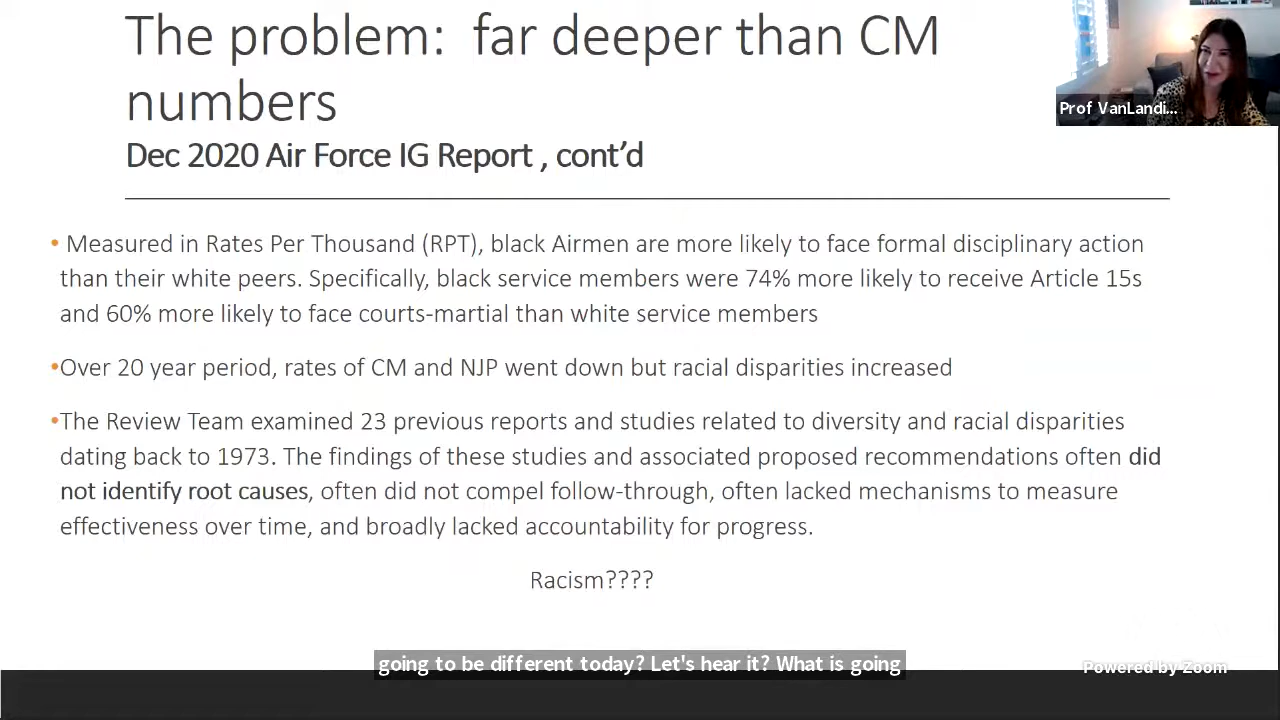 The problem:  far deeper than CM
numbers
Dec 2020 Air Force IG Report , cont’d
Prof VanLandi...
• Measured in Rates Per Thousand (RPT), black Airmen are more likely to face formal disciplinary action
than their white peers. Specifically, black service members were 74% more likely to receive Article 15s
and 60% more likely to face courts-martial than white service members
•Over 20 year period, rates of CM and NJP went down but racial disparities increased
•The Review Team examined 23 previous reports and studies related to diversity and racial disparities
dating back to 1973. The findings of these studies and associated proposed recommendations often did
not identify root causes, often did not compel follow-through, often lacked mechanisms to measure
effectiveness over time, and broadly lacked accountability for progress.
Racism????
going to be different today? Let's hear it? What is going
Powered by Zoom